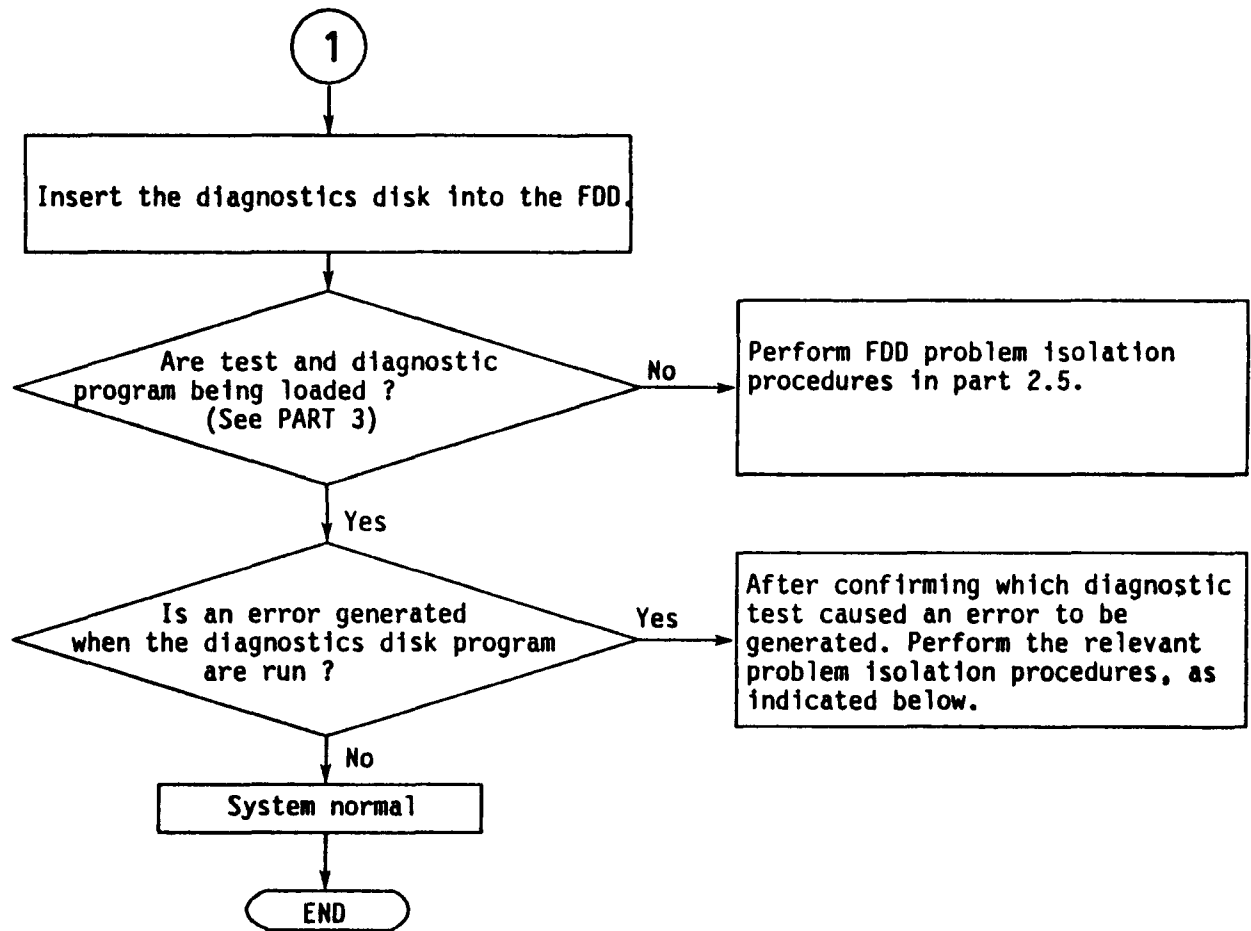 1
Insert the diagnostics disk into the FDD.
Are test and diagnostic
program being loaded ?
(See PART 3)
No
Perform FDD problem isolation
procedures in part 2.5.
Yes
Is an error generated
when the diagnostics disk program
are run ?
Yes
After confirming which diagnostic
test caused an error to be
generated. Perform the relevant
problem isolation procedures, as
indicated below.
No
System normal
END